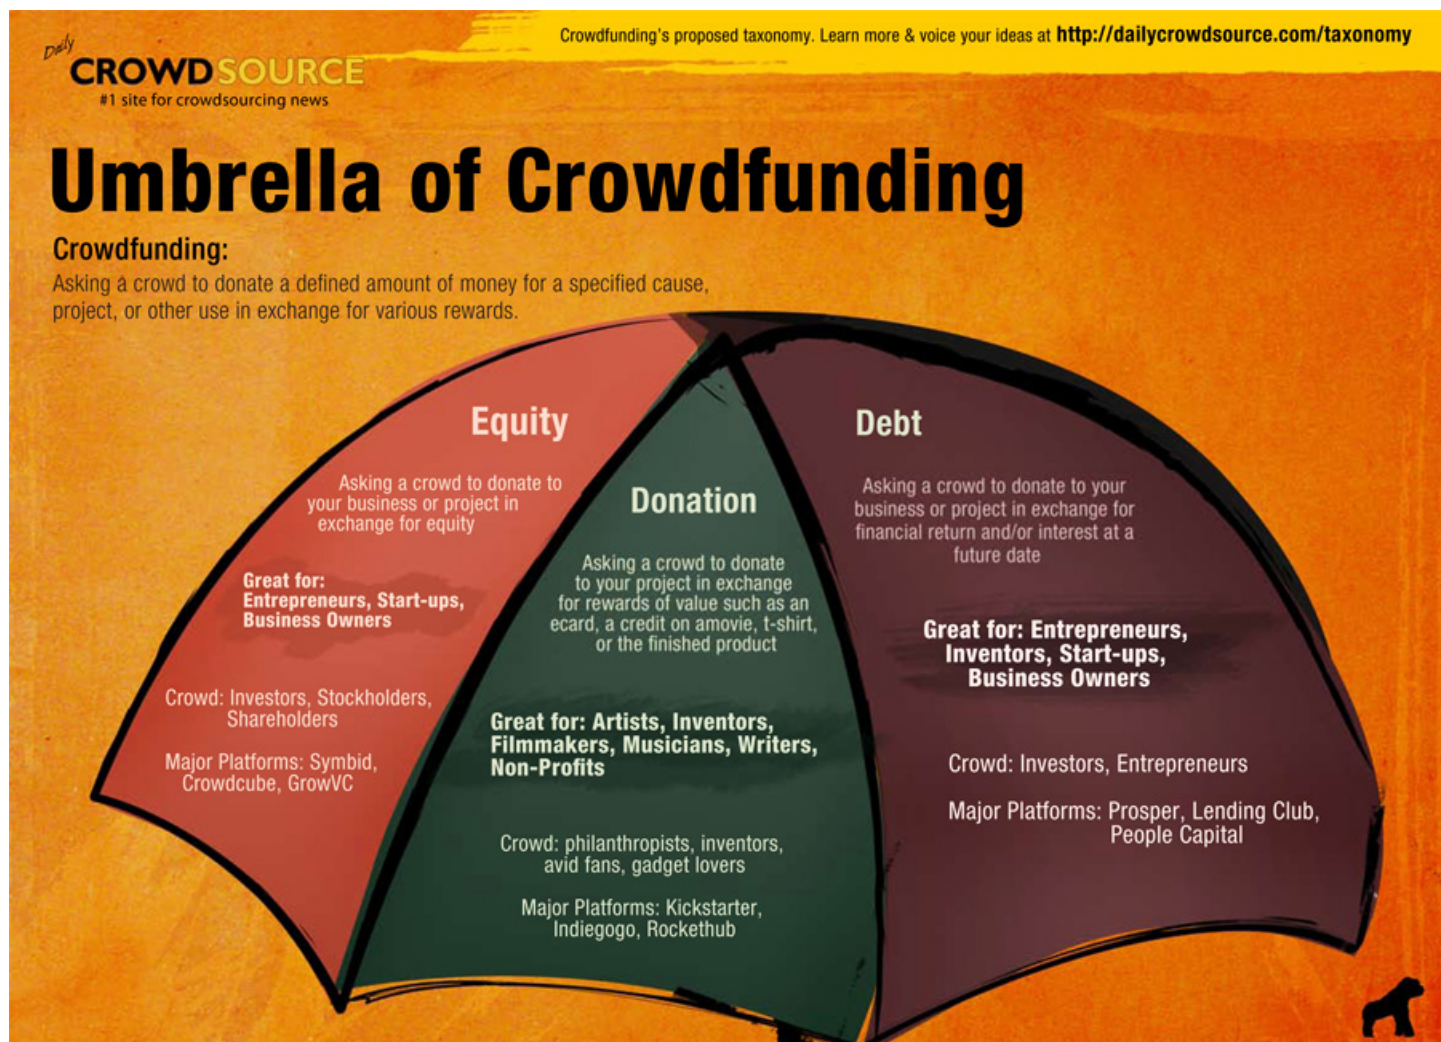 Crowdfunding's proposed taxonomy. Learn more & voice your ideas at http://dailycrowdsource.com/taxonomy
Daily
CROWDSOURCE
#1 site for crowdsourcing news
Umbrella of Crowdfunding
Crowdfunding:
Asking a crowd to donate a defined amount of money for a specified cause,
project, or other use in exchange for various rewards.
Equity
Asking a crowd to donate to
your business or project in
exchange for equity
Great for:
Entrepreneurs, Start-ups,
Business Owners
Crowd: Investors, Stockholders,
Shareholders
Major Platforms: Symbid,
Crowdcube, GrowVC
Donation
Asking a crowd to donate
to your project in exchange
for rewards of value such as an
ecard, a credit on amovie, t-shirt,
or the finished product
Great for: Artists, Inventors,
Filmmakers, Musicians, Writers,
Non-Profits
Crowd: philanthropists, inventors,
avid fans, gadget lovers
Major Platforms: Kickstarter,
Indiegogo, Rockethub
Debt
Asking a crowd to donate to your
business or project in exchange for
financial return and/or interest at a
future date
Great for: Entrepreneurs,
Inventors, Start-ups,
Business Owners
Crowd: Investors, Entrepreneurs
Major Platforms: Prosper, Lending Club,
People Capital